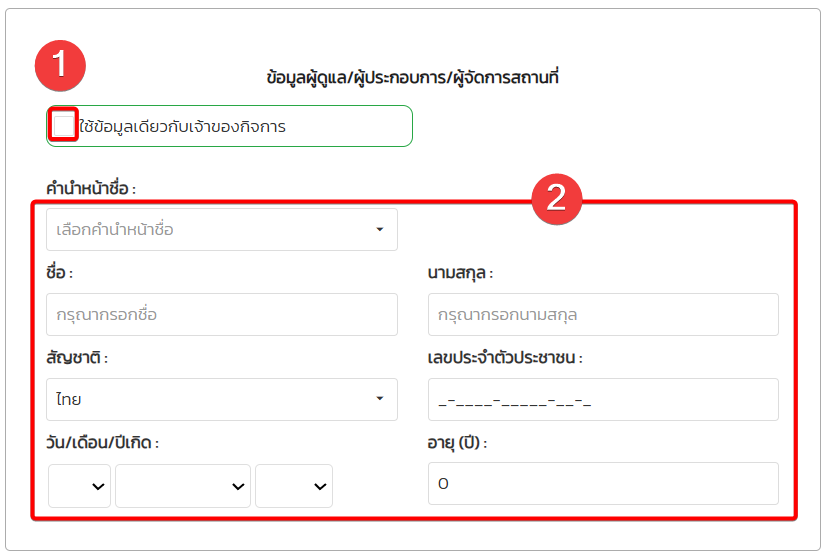 1
ข้อมูลผู้ดูแล/ผู้ประกอบการ/ผู้จัดการสถานที่
ใช้ข้อมูลเดียวกับเจ้าของกิจการ
คำนำหน้าชื่อ :
2
เลือกคำนำหน้าชื่อ
ชื่อ : นามสกุล :
กรุณากรอกชื่อ กรุณากรอกนามสกุล
สัญชาติ : เลขประจำตัวประชาชน :
ไทย _-____-_____-__-_
วัน/เดือน/ปีเกิด : อายุ (ปี) :
0